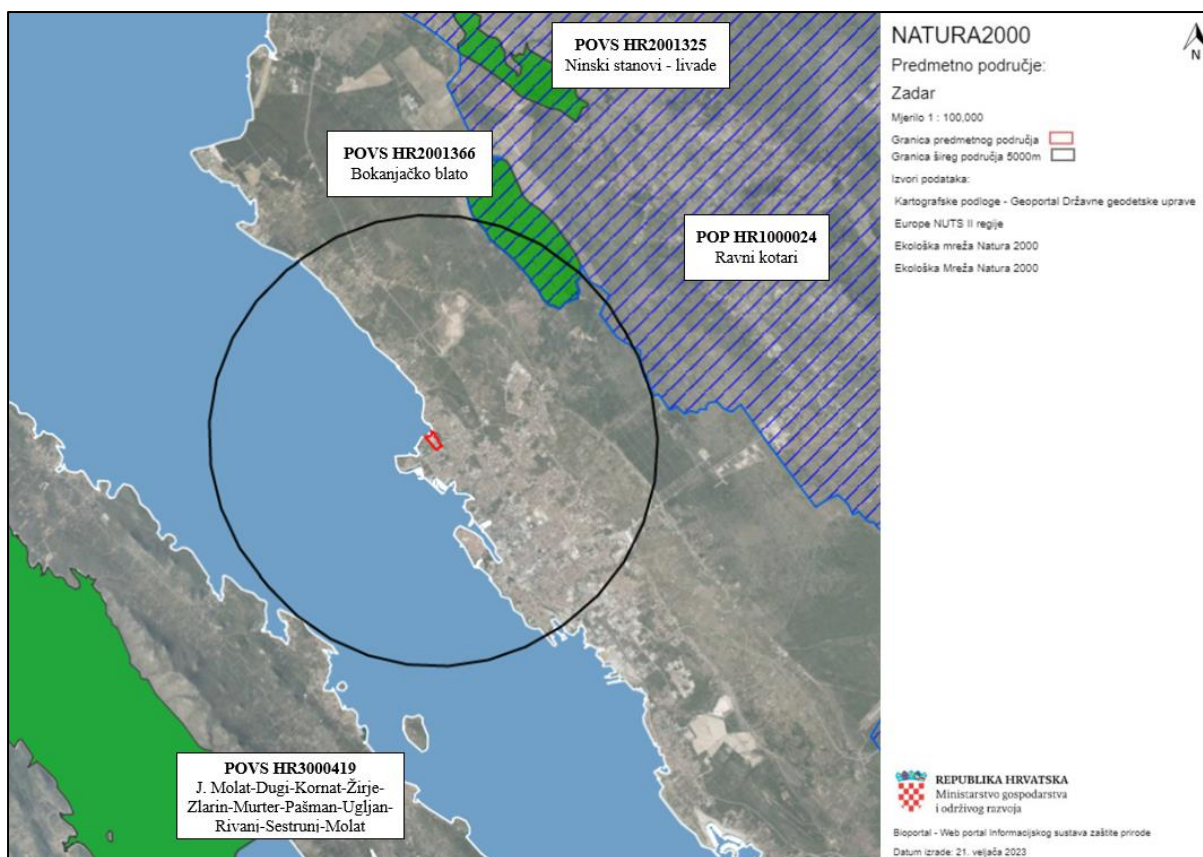 POVS HR2001325
Ninski stanovi - livade
POVS HR2001366
Bokanjačko blato
POP HR1000024
Ravni kotari
POVS HR3000419
J. Molat-Dugi-Kornat-Žirje-
Zlarin-Murter-Pašman-Ugljan-
Rivanj-Sestrunj-Molat
NATURA2000
N
Predmetno područje:
Zadar
Mjerilo 1 : 100,000
Granica predmetnog područja
Granica šireg područja 5000m
Izvori podataka:
Kartografske podloge - Geoportal Državne geodetske uprave
Europe NUTS II regije
Ekološka mreža Natura 2000
Ekološka Mreža Natura 2000
REPUBLIKA HRVATSKA
Ministarstvo gospodarstva
i održivog razvoja
Bioportal - Web portal Informacijskog sustava zaštite prirode
Datum izrade: 21. veljača 2023